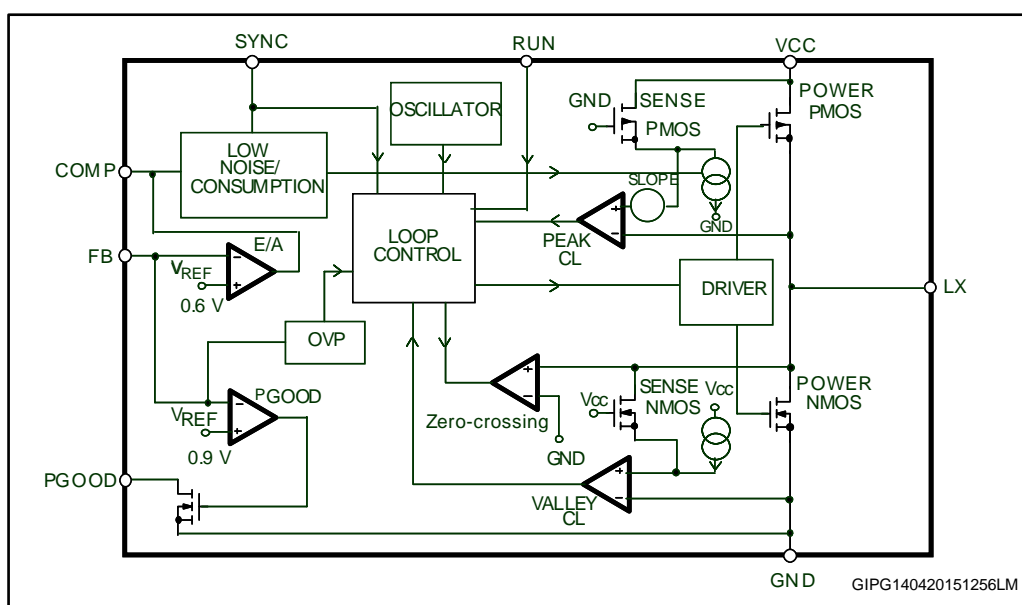 SYNC
RUN
VCC
OSCILLATOR
GND
SENSE
PMOS
POWER
PMOS
COMP
LOW
NOISE/
CONSUMPTION
SLOPE
GND
+
-
PEAK
CL
LOOP
CONTROL
FB
E/A
-
+
VREF
0.6 V
DRIVER
LX
OVP
PGOOD
-
+
VREF
0.9 V
+
-
Zero-crossing
GND
Vcc
SENSE
NMOS
Vcc
POWER
NMOS
PGOOD
+
-
VALLEY
CL
GND
GIPG140420151256LM